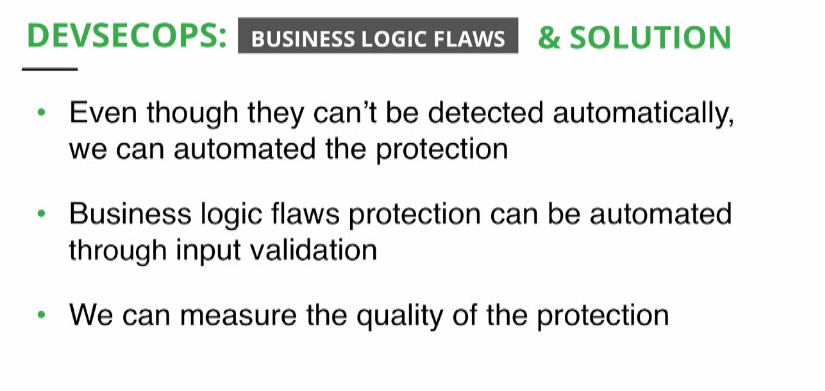 DEVSECOPS: BUSINESS LOGIC FLAWS & SOLUTION
• Even though they can't be detected automatically,
we can automated the protection
• Business logic flaws protection can be automated
through input validation
• We can measure the quality of the protection